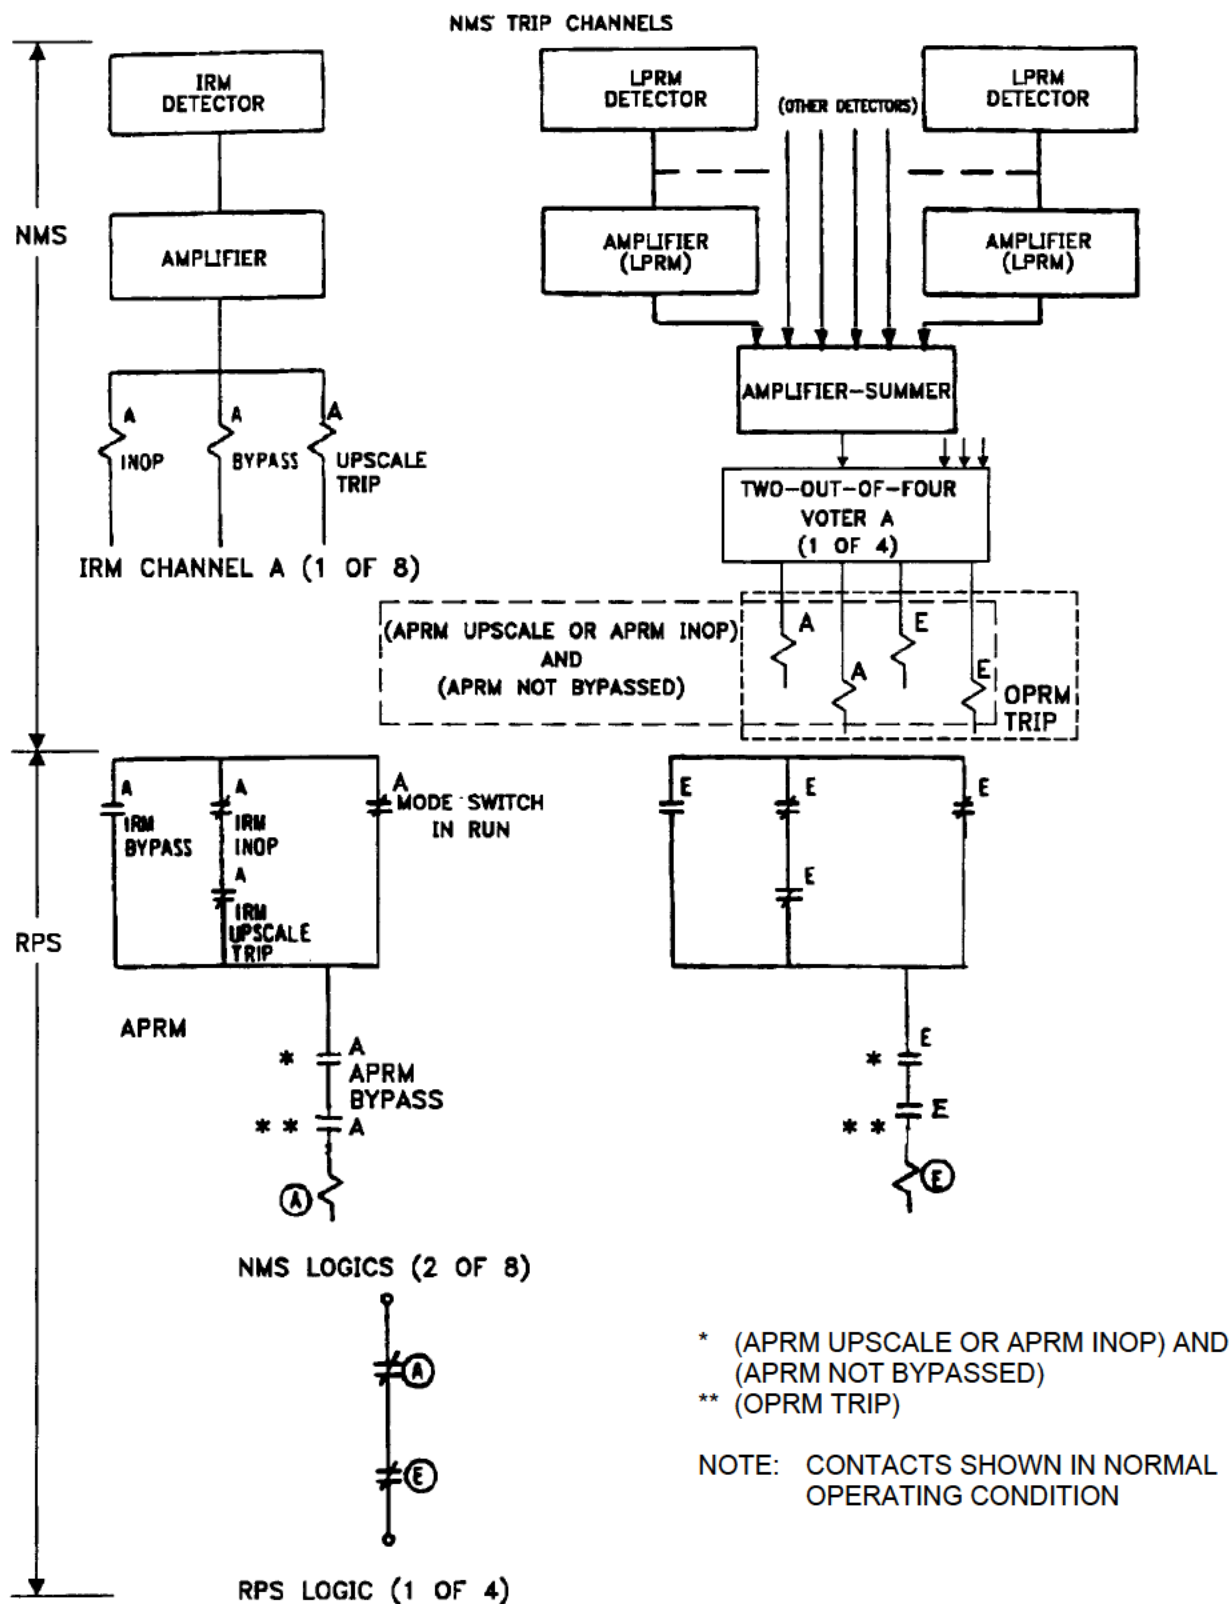 NMS TRIP CHANNELS
IRM
DETECTOR
LPRM
DETECTOR
(OTHER DETECTORS)
LPRM
DETECTOR
NMS
AMPLIFIER
AMPLIFIER
(LPRM)
AMPLIFIER
(LPRM)
AMPLIFIER-SUMMER
A
INOP
A
BYPASS
A
UPSCALE
TRIP
IRM CHANNEL A (1 OF 8)
TWO-OUT-OF-FOUR
VOTER A
(1 OF 4)
(APRM UPSCALE OR APRM INOP)
AND
(APRM NOT BYPASSED)
A
A
E
E
OPRM
TRIP
RPS
A
IRM
BYPASS
A
IRM
INOP
A
IRM
UPSCALE
TRIP
A
MODE SWITCH
IN RUN
E
E
E
E
APRM
* A
APRM
BYPASS
** A
A
* E
** E
E
NMS LOGICS (2 OF 8)
A
E
RPS LOGIC (1 OF 4)
* (APRM UPSCALE OR APRM INOP) AND
(APRM NOT BYPASSED)
** (OPRM TRIP)
NOTE: CONTACTS SHOWN IN NORMAL
OPERATING CONDITION